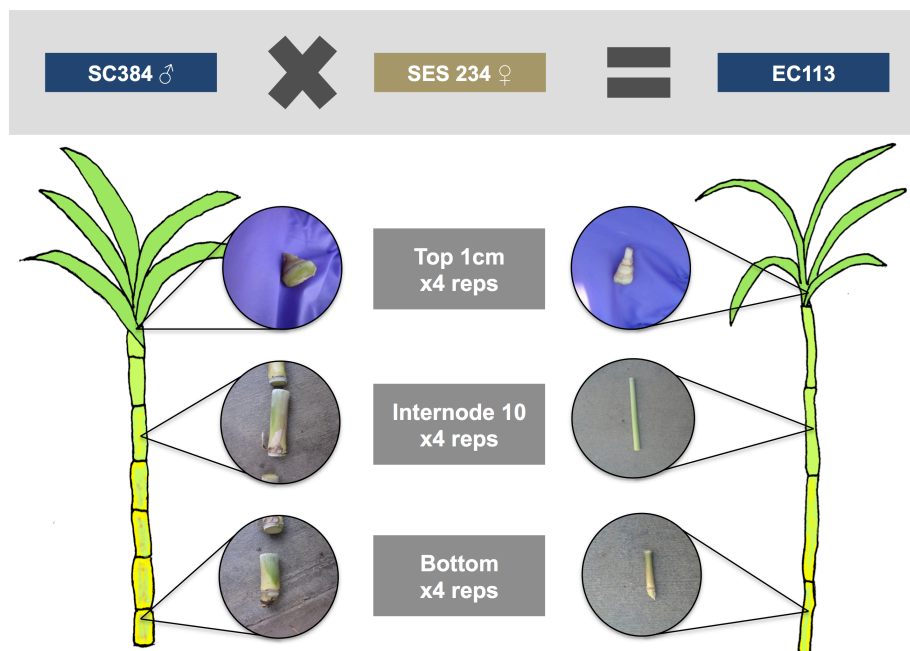 SC384 ♂
SES 234 ♀
EC113
Top 1cm
x4 reps
Internode 10
x4 reps
Bottom
x4 reps